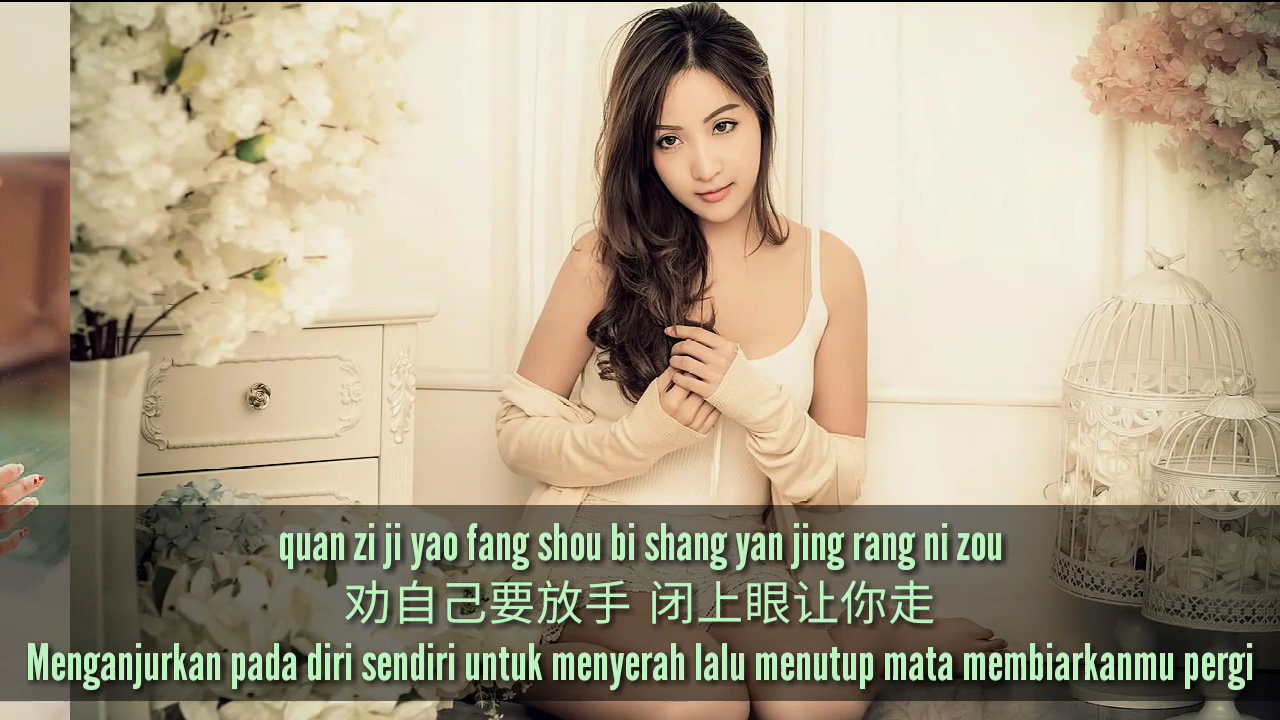 quan zi ji yao fang shou bi shang yan jing rang ni zou
劝自己要放手 闭上眼让你走
Menganjurkan pada diri sendiri untuk menyerah lalu menutup mata membiarkanmu pergi